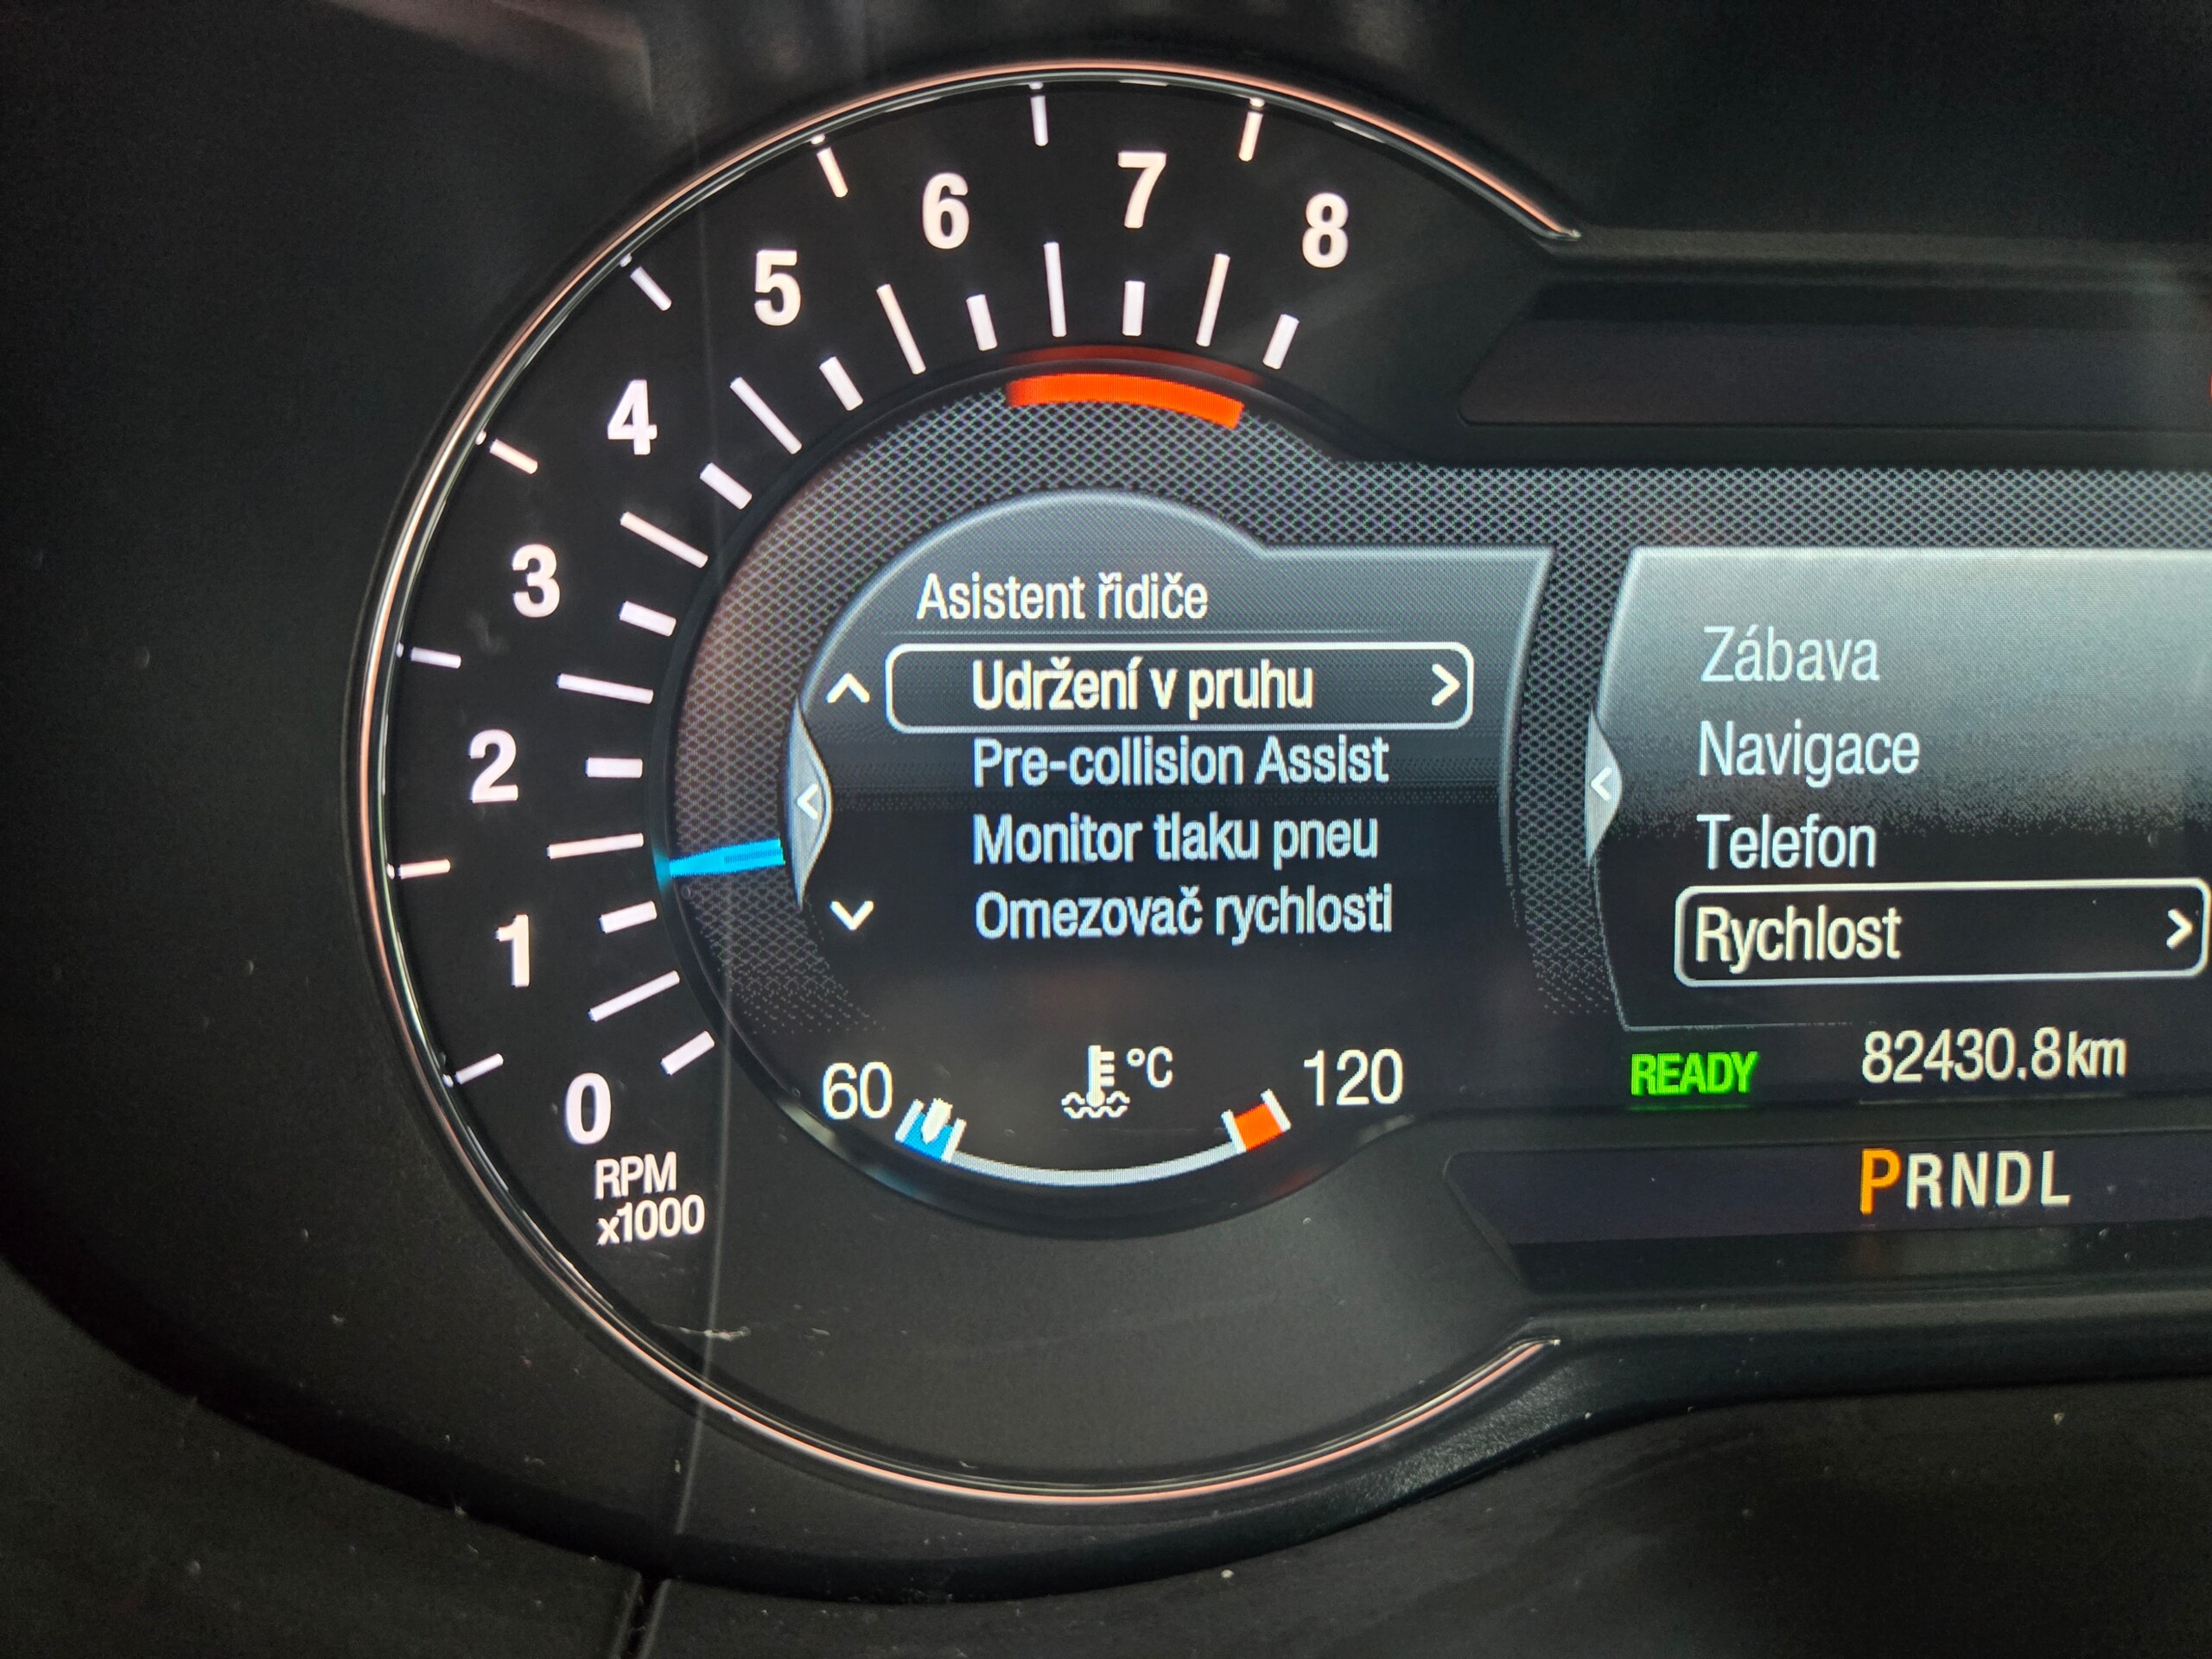 8
7
6
5
4
3
2
1
0
RPM
x1000
Asistent řidiče
Udržení v pruhu
Pre-collision Assist
Monitor tlaku pneu
Omezovač rychlosti
60
°C
120
Zábava
Navigace
Telefon
Rychlost
READY 82430.8km
PRNDL